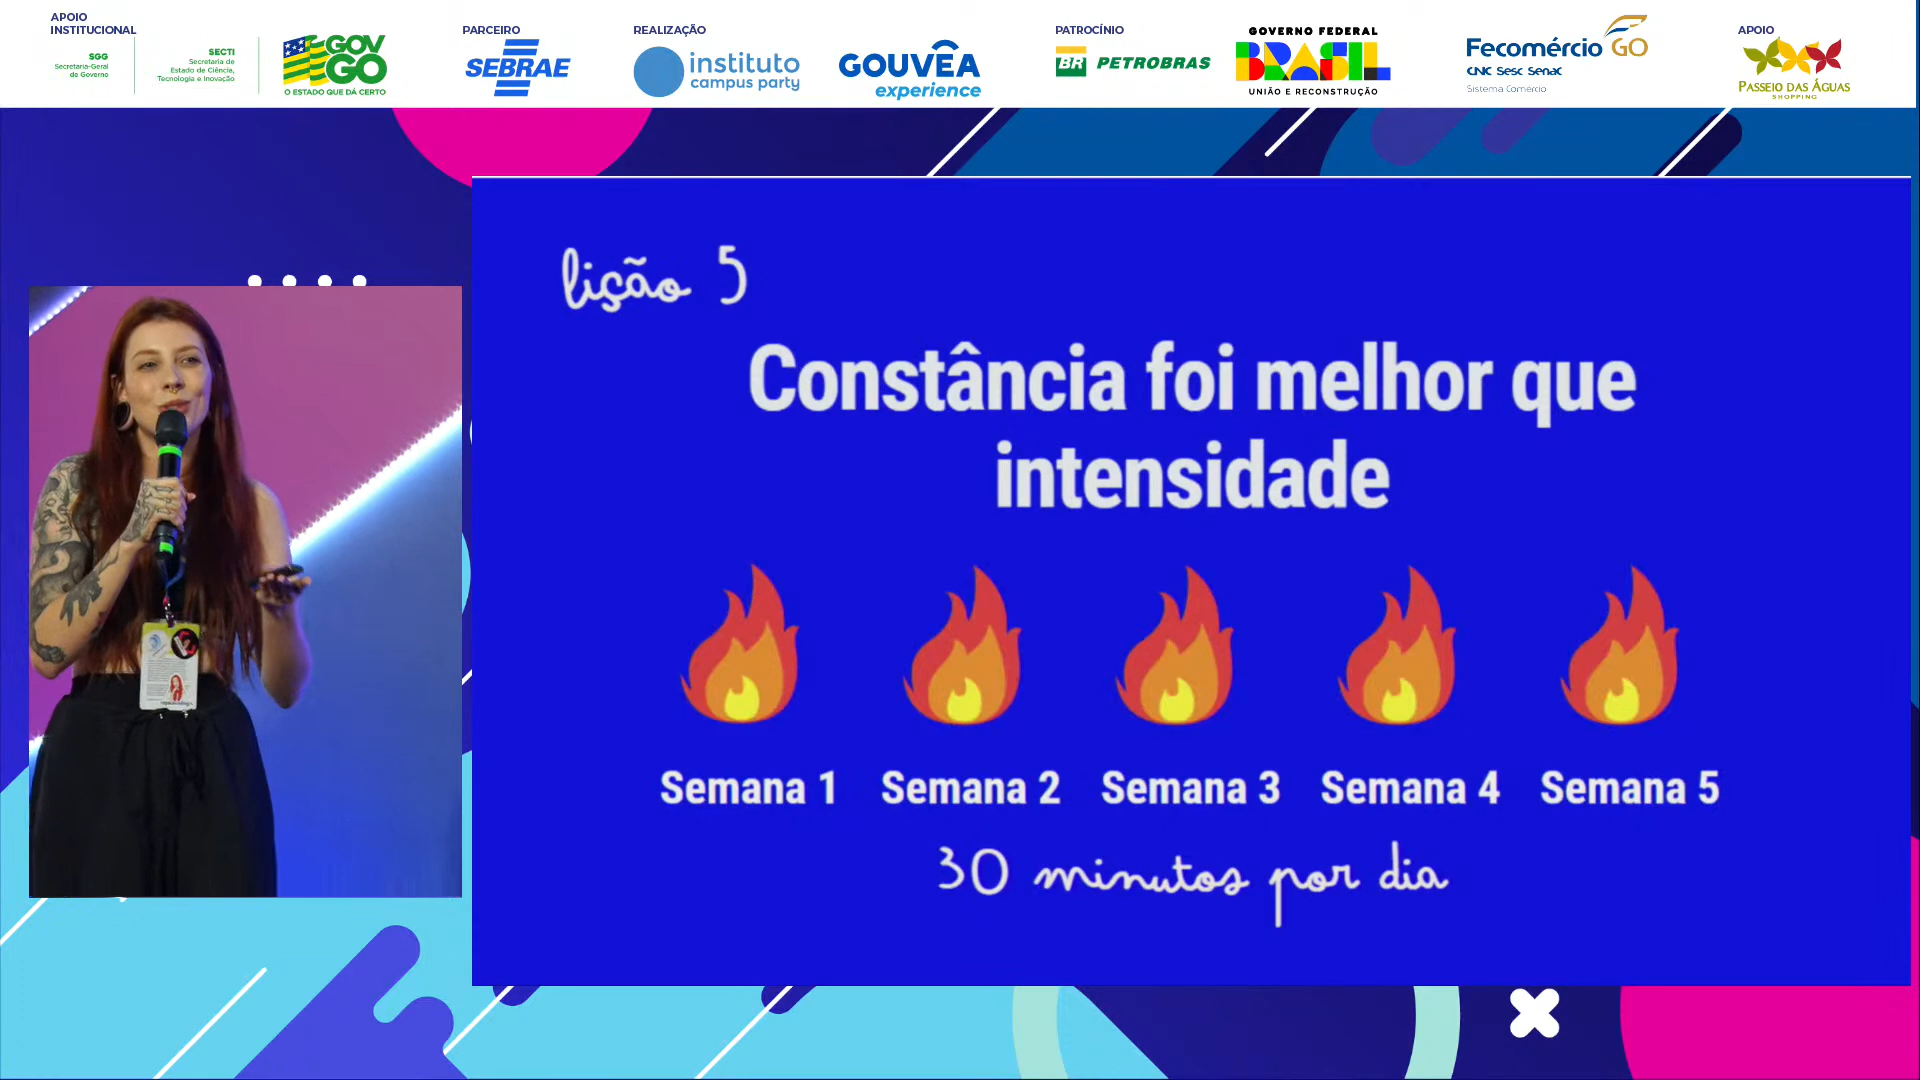 APOIO
INSTITUCIONAL
SGG
Secretaria-Geral
de Governo
SECTI
Secretaria de
Estado de Ciência,
Tecnologia e Inovação
GOV
GO
O ESTADO QUE DÁ CERTO
PARCEIRO
SEBRAE
REALIZAÇÃO
instituto
campus party
GOUVÊA
experience
PATROCÍNIO
BR PETROBRAS
GOVERNO FEDERAL
BRASIL
UNIÃO E RECONSTRUÇÃO
Fecomércio GO
CNC Sesc Senac
Sistema Comércio
APOIO
PASSEIO DAS ÁGUAS
SHOPPING
lição 5
Constância foi melhor que
intensidade
Semana 1 Semana 2 Semana 3 Semana 4 Semana 5
30 minutos por dia